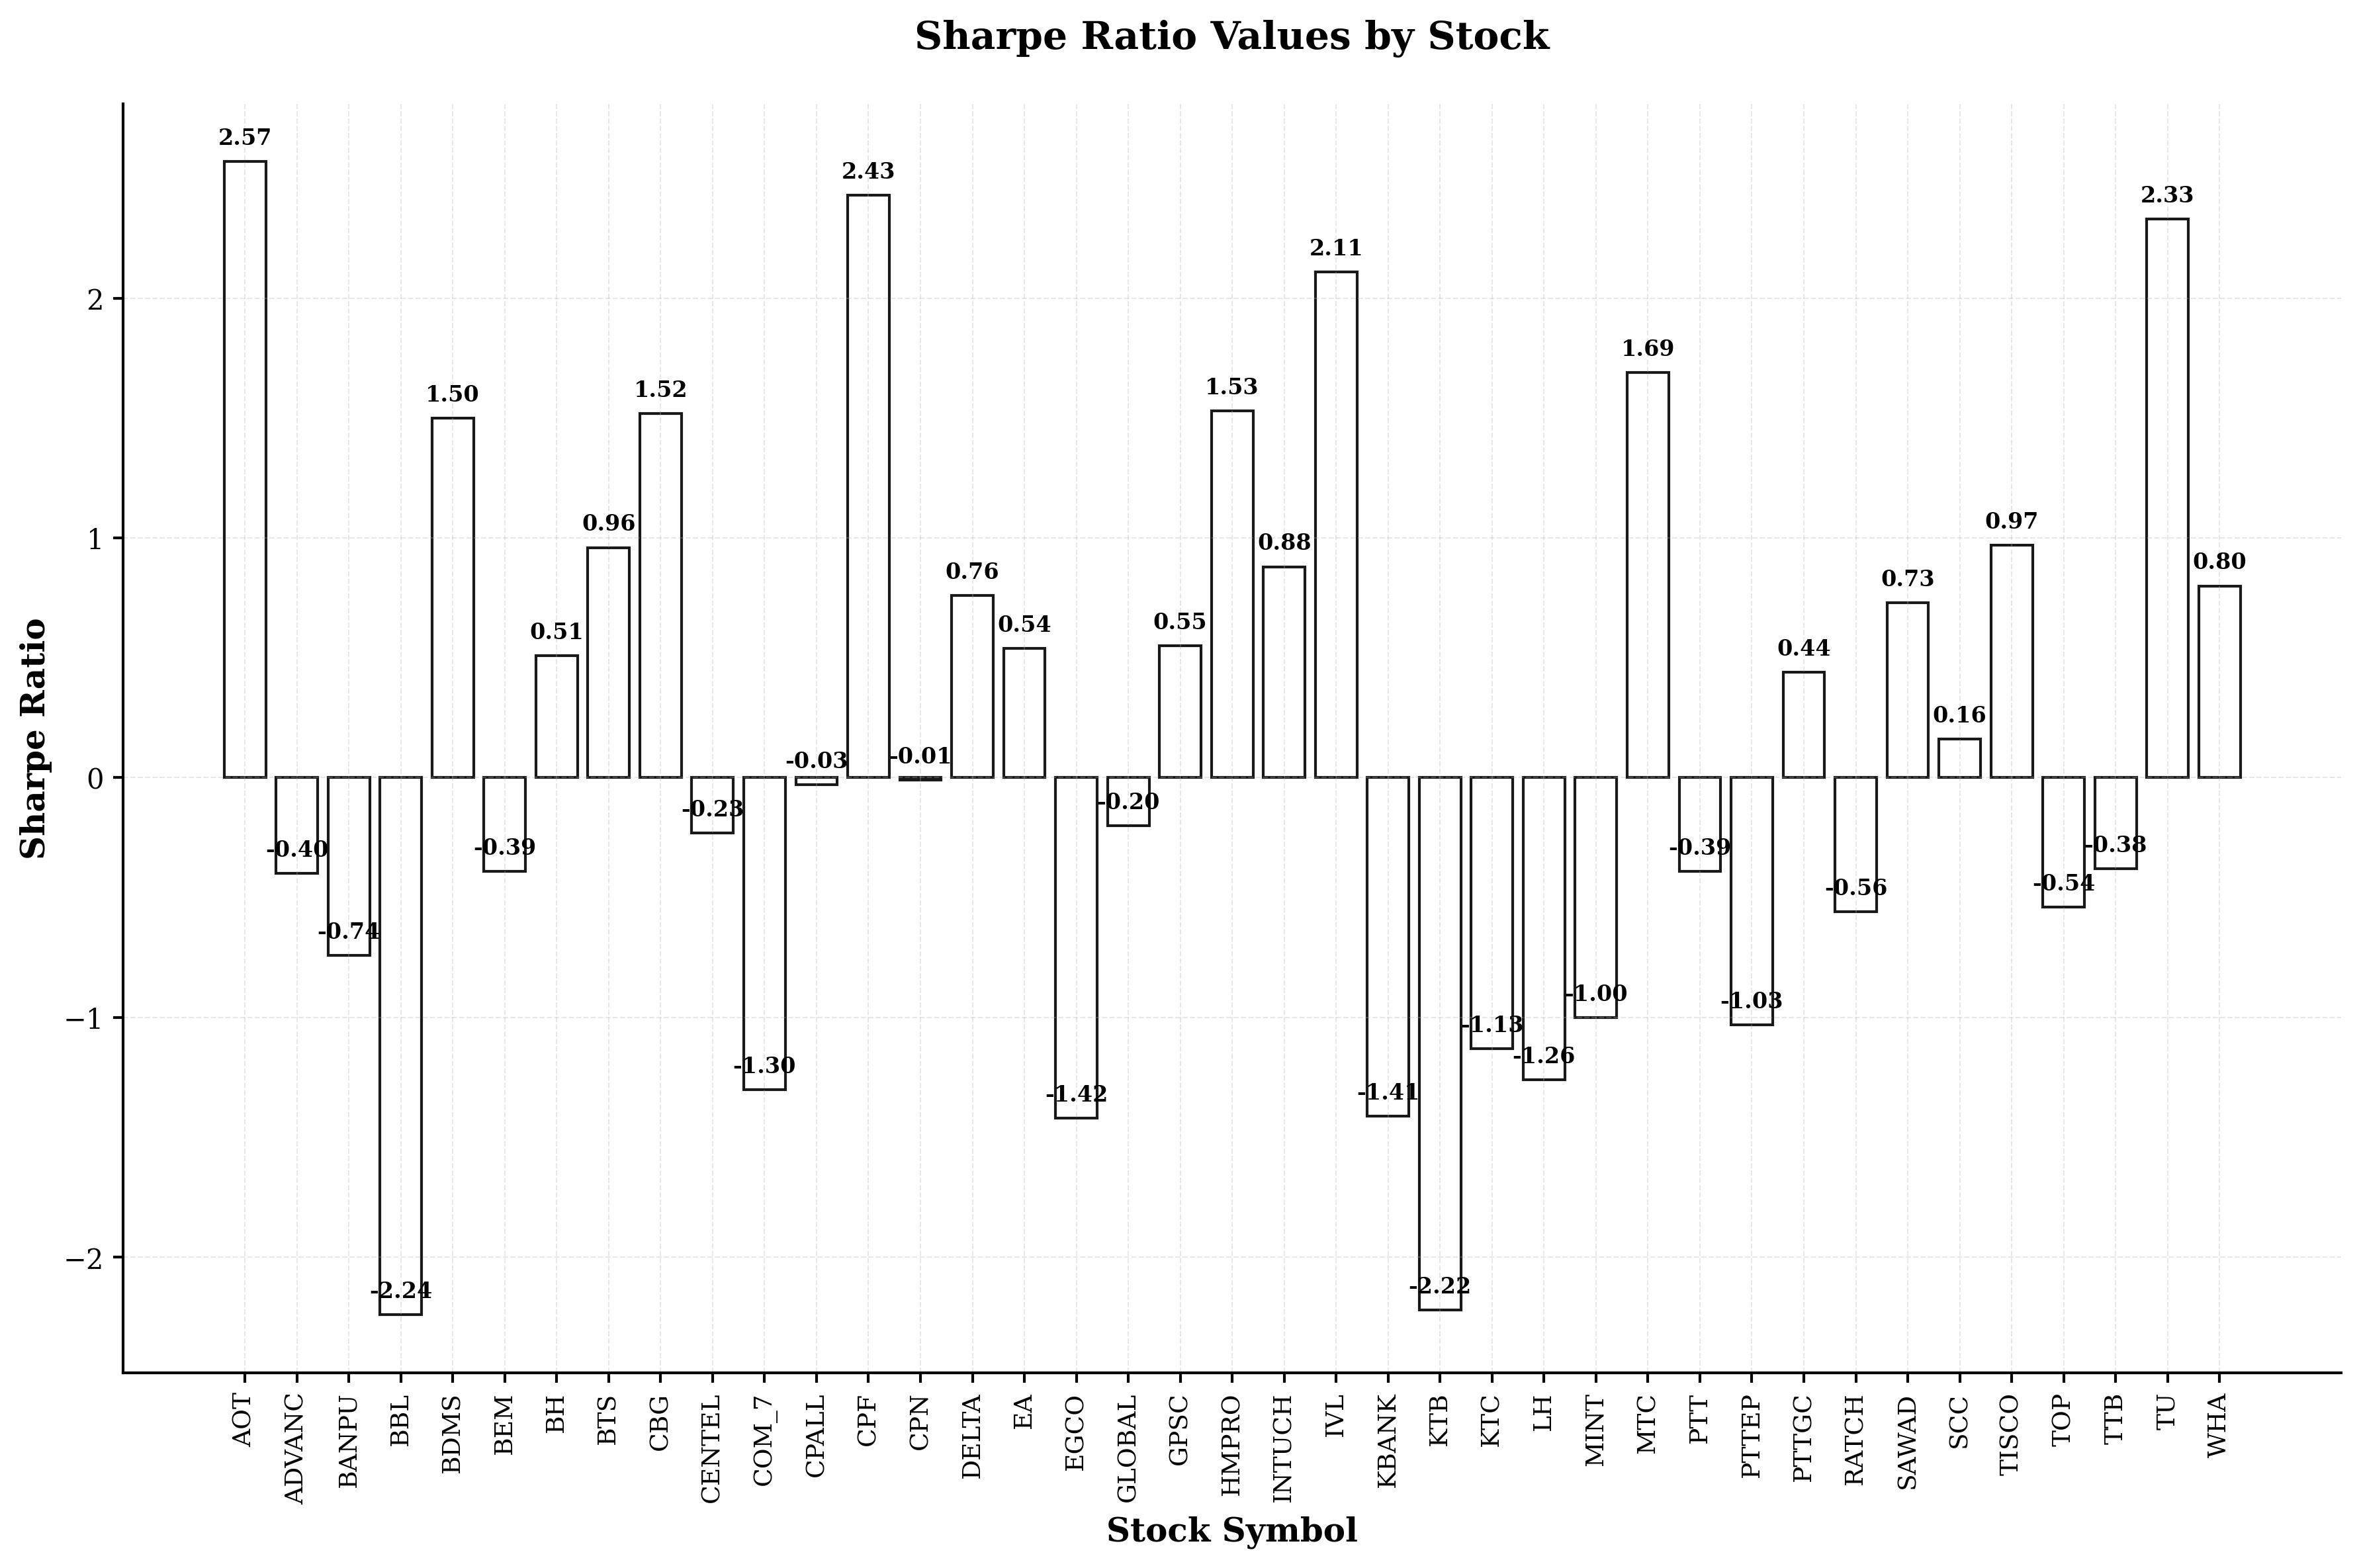 Sharpe Ratio Values by Stock
Sharpe Ratio
2
1
0
−1
−2
2.57
-0.40
-0.74
-2.24
1.50
-0.39
0.51
0.96
1.52
-0.23
-1.30
-0.03
2.43
-0.01
0.76
0.54
-1.42
-0.20
0.55
1.53
0.88
2.11
-1.41
-2.22
-1.13
-1.26
-1.00
1.69
-0.39
-1.03
0.44
-0.56
0.73
0.16
0.97
-0.54
-0.38
2.33
0.80
AOT
ADVANC
BANPU
BBL
BDMS
BEM
BH
BTS
CBG
CENTEL
COM_7
CPALL
CPF
CPN
DELTA
EA
EGCO
GLOBAL
GPSC
HMPRO
INTUCH
IVL
KBANK
KTB
KTC
LH
MINT
MTC
PTT
PTTEP
PTTGC
RATCH
SAWAD
SCC
TISCO
TOP
TTB
TU
WHA
Stock Symbol